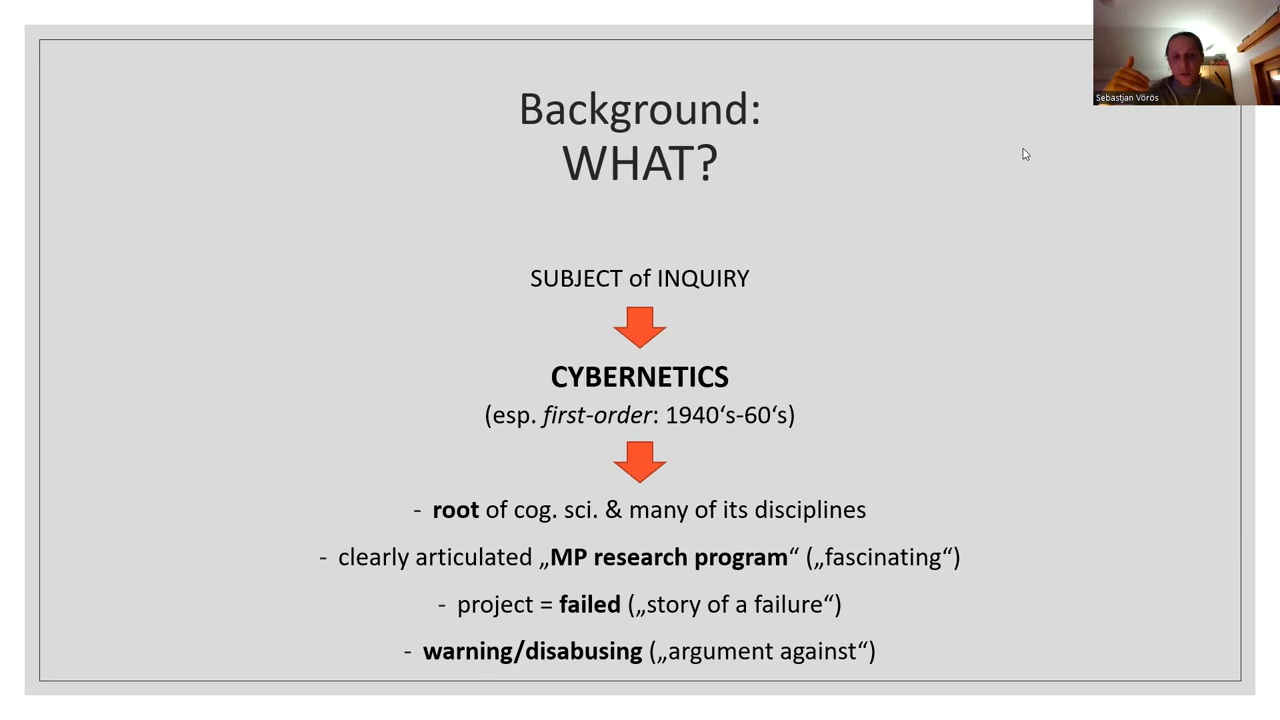 Sebastjan Vörös
Background:
WHAT?
SUBJECT of INQUIRY
CYBERNETICS
(esp. first-order: 1940‘s-60‘s)
- root of cog. sci. & many of its disciplines
- clearly articulated „MP research program“ („fascinating“)
- project = failed („story of a failure“)
- warning/disabusing („argument against“)